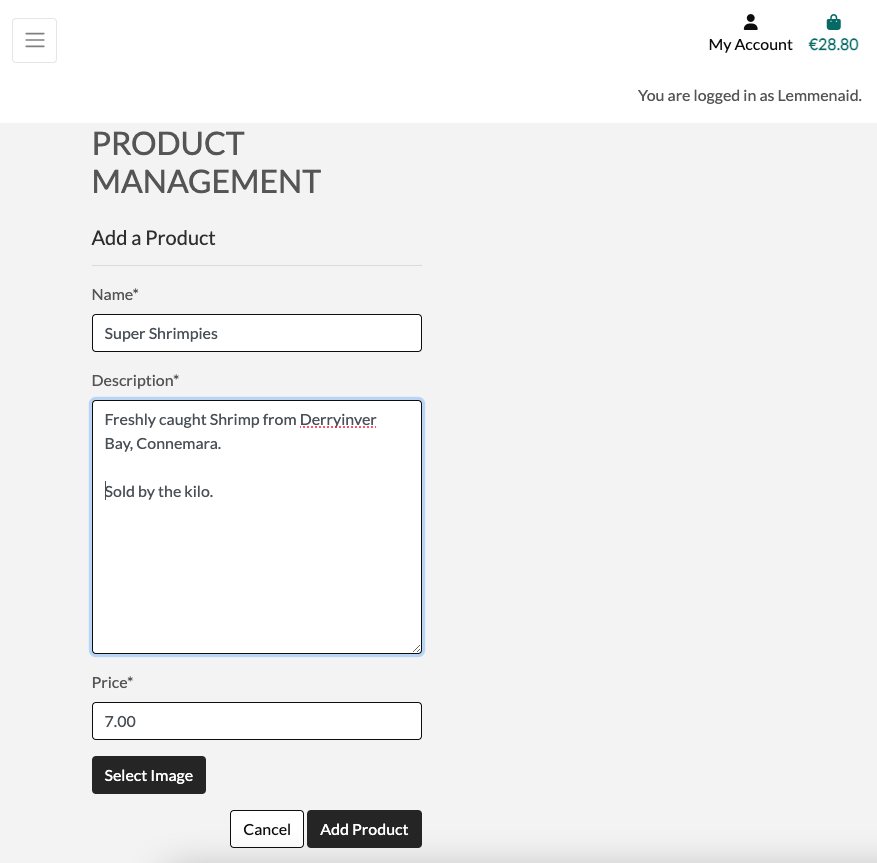 My Account
€28.80
You are logged in as Lemmenaid.
PRODUCT
MANAGEMENT
Add a Product
Name*
Super Shrimpies
Description*
Freshly caught Shrimp from Derryinver
Bay, Connemara.
Sold by the kilo.
Price*
7.00
Select Image
Cancel
Add Product